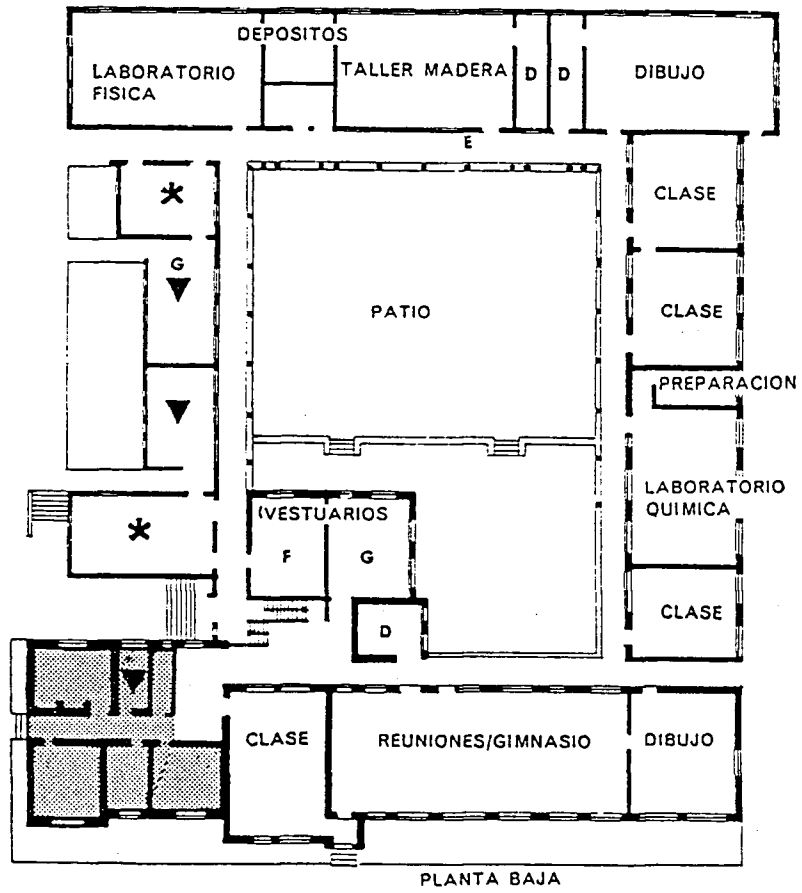 DEPOSITOS
LABORATORIO
FISICA
TALLER MADERA
D
D
DIBUJO
E
CLASE
G
CLASE
PATIO
PREPARACION
LABORATORIO
QUIMICA
(VESTUARIOS
F
G
CLASE
D
CLASE
REUNIONES/GIMNASIO
DIBUJO
PLANTA BAJA